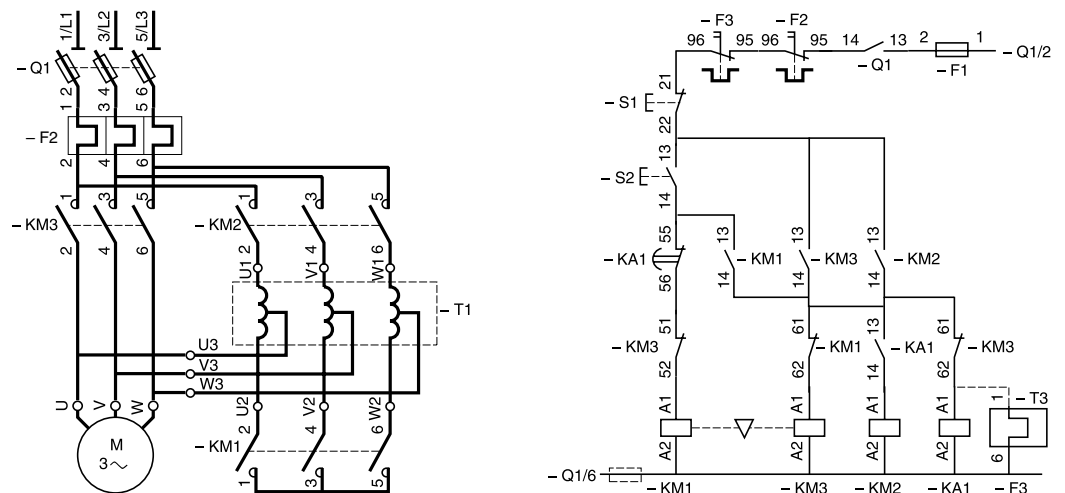 1/L1 3/L2 5/L3
– Q1
2 4 6
1 3 5
– F2
2 4 6
1 3 5 1 3 5
– KM3 – KM2
2 4 6 2 4 6
U1 V1 W1
– T1
U3
V3
W3
U V W U2 V2 W2
2 4 6
M
3~
– KM1
1 3 5
– F3 – F2
96 95 96 95 14 13 2 1
– Q1 – F1 – Q1/2
21
– S1
22
13
– S2
14
55 13 13 13
– KA1 – KM1 – KM3 – KM2
56 14 14 14
51 61 13 61
– KM3 – KM1 – KA1 – KM3
52 62 14 62
A1 A1 A1 A1 1 – T3
A2 A2 A2 A2 6
– Q1/6
– KM1 – KM3 – KM2 – KA1 – F3